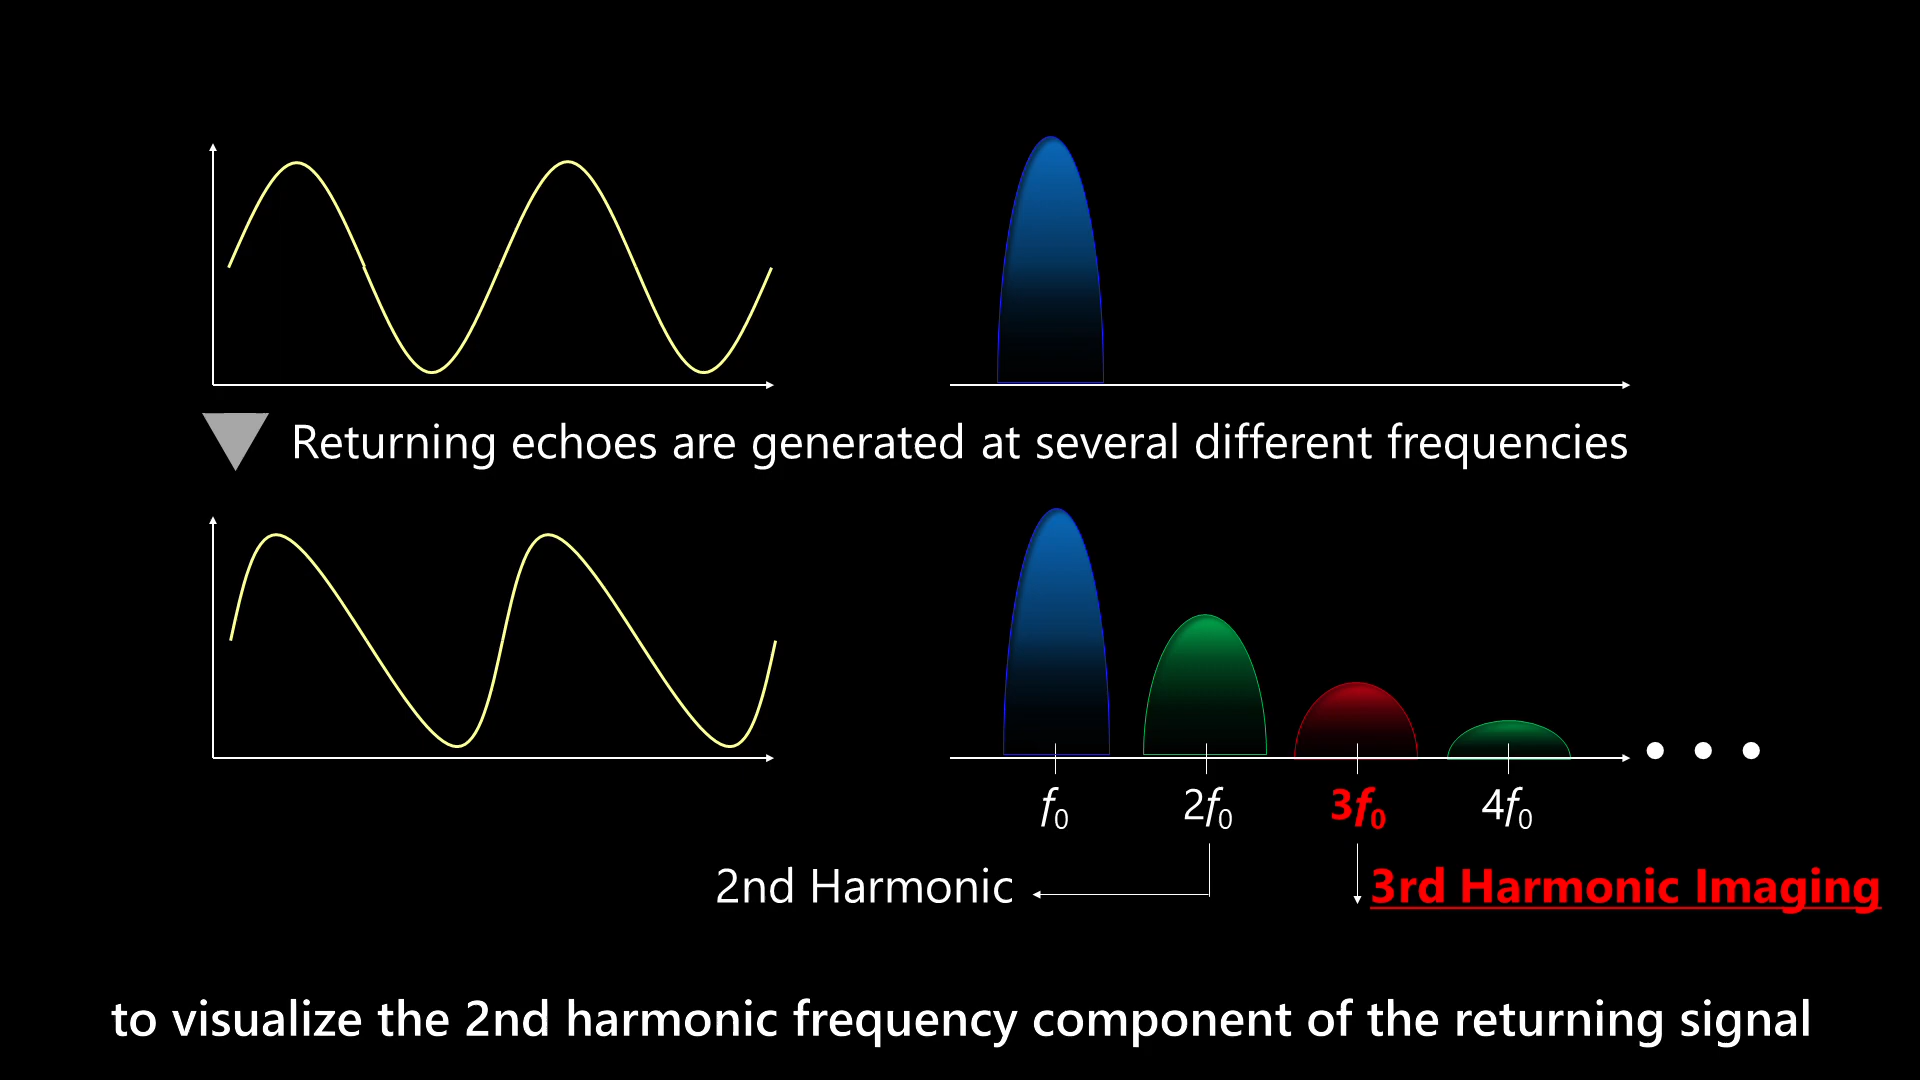 Returning echoes are generated at several different frequencies
f0 2f0 3f0 4f0
2nd Harmonic 3rd Harmonic Imaging
to visualize the 2nd harmonic frequency component of the returning signal